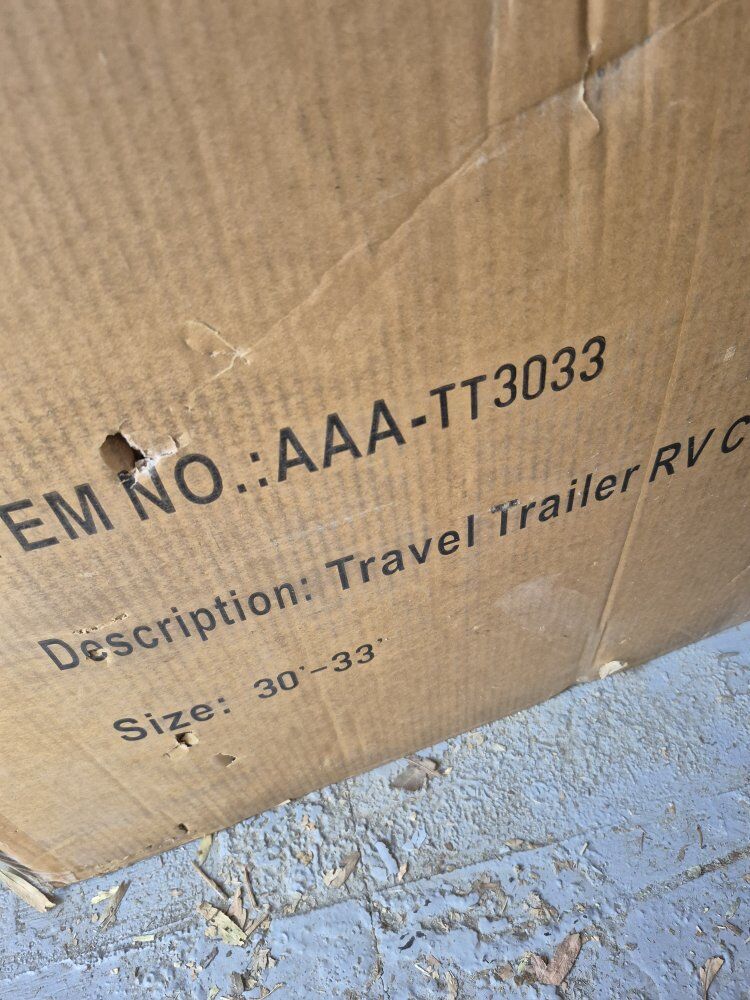 EM NO.:AAA-TT3033
Description: Travel Trailer RV C
Size: 30'-33'